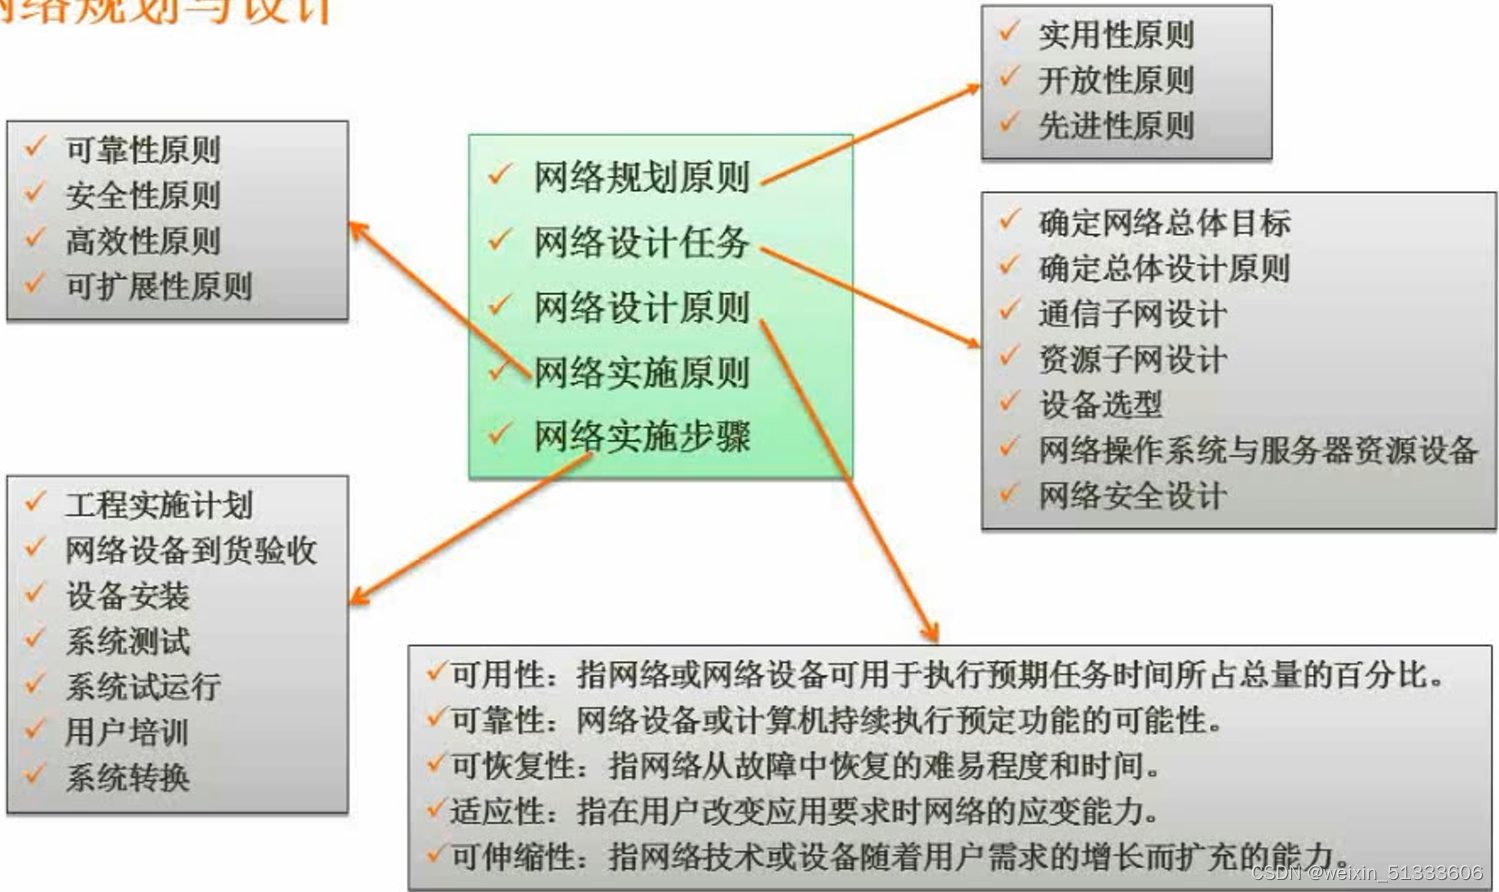 网络规划与设计
实用性原则
开放性原则
先进性原则
可靠性原则
安全性原则
高效性原则
可扩展性原则
网络规划原则
网络设计任务
网络设计原则
网络实施原则
网络实施步骤
确定网络总体目标
确定总体设计原则
通信子网设计
资源子网设计
设备选型
网络操作系统与服务器资源设备
网络安全设计
工程实施计划
网络设备到货验收
设备安装
系统测试
系统试运行
用户培训
系统转换
可用性：指网络或网络设备可用于执行预期任务时间所占总量的百分比。
可靠性：网络设备或计算机持续执行预定功能的可能性。
可恢复性：指网络从故障中恢复的难易程度和时间。
适应性：指在用户改变应用要求时网络的应变能力。
可伸缩性：指网络技术或设备随着用户需求的增长而扩充的能力。
CSDN @weixin_51333606